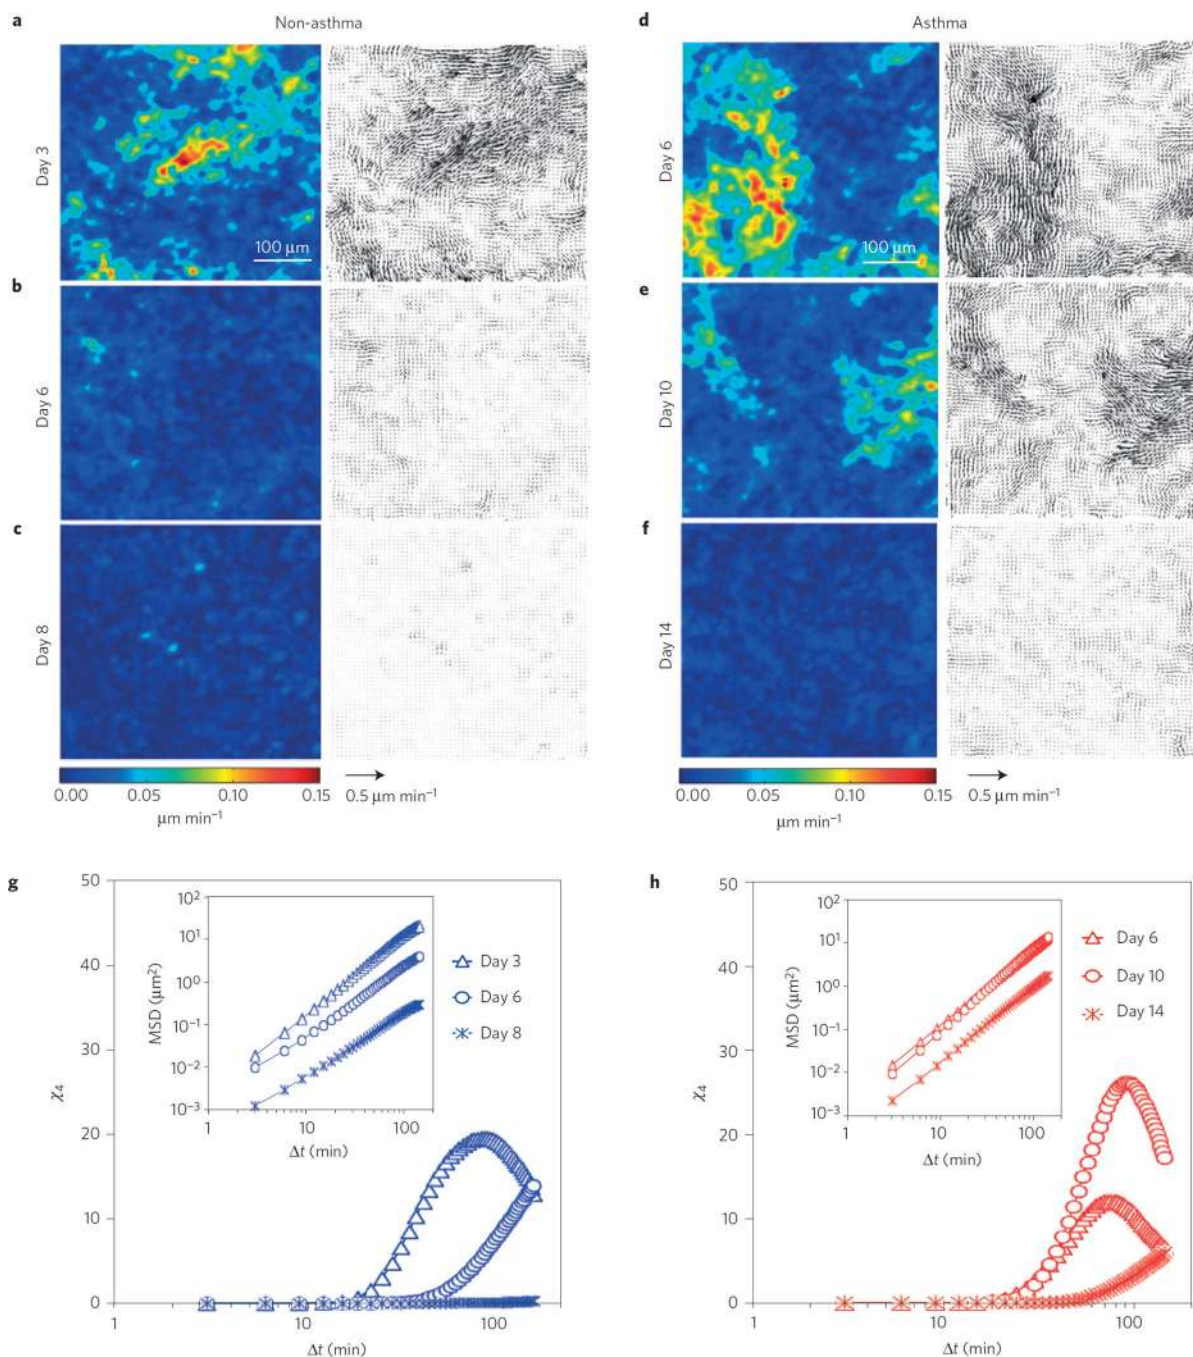 a
Non-asthma
d
Asthma
Day 3
100 μm
Day 6
100 μm
b
Day 6
e
Day 10
c
Day 8
f
Day 14
0.00 0.05 0.10 0.15
μm min⁻¹
0.5 μm min⁻¹
0.00 0.05 0.10 0.15
μm min⁻¹
0.5 μm min⁻¹
g
50
40
30
20
10
0
χ₄
1 10 100
Δt (min)
10²
10¹
10⁰
10⁻¹
10⁻²
10⁻³
MSD (μm²)
1 10 100
Δt (min)
Day 3
Day 6
Day 8
h
50
40
30
20
10
0
χ₄
1 10 100
Δt (min)
10²
10¹
10⁰
10⁻¹
10⁻²
10⁻³
MSD (μm²)
1 10 100
Δt (min)
Day 6
Day 10
Day 14